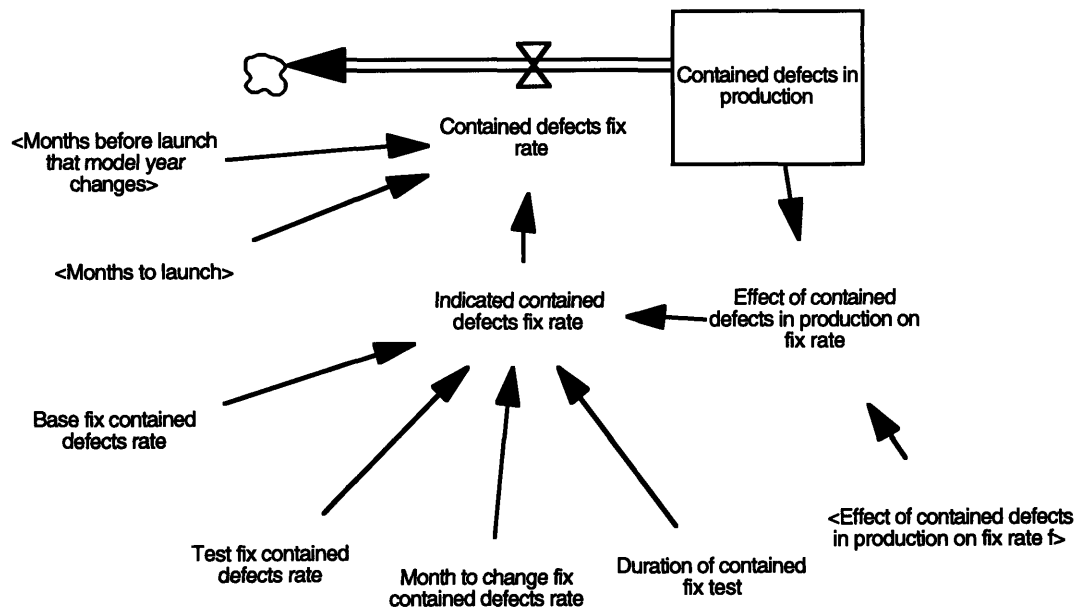 Contained defects in
production
Contained defects fix
rate
<Months before launch
that model year
changes>
<Months to launch>
Indicated contained
defects fix rate
Effect of contained
defects in production on
fix rate
Base fix contained
defects rate
<Effect of contained defects
in production on fix rate f>
Test fix contained
defects rate
Month to change fix
contained defects rate
Duration of contained
fix test